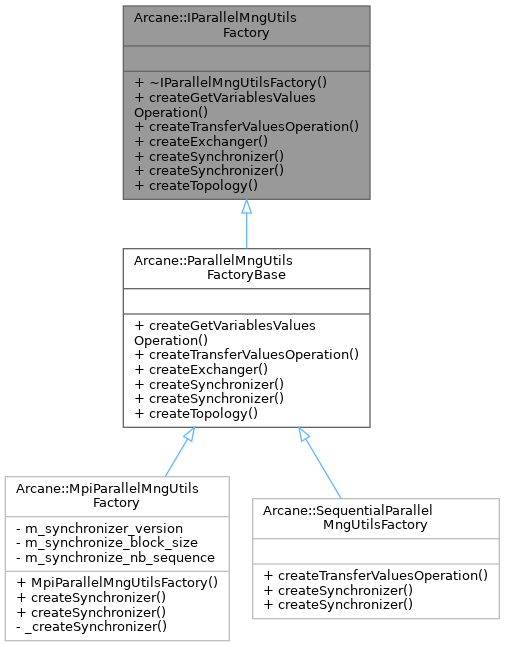 Arcane::IParallelMngUtils
Factory
+ ~IParallelMngUtilsFactory()
+ createGetVariablesValues
Operation()
+ createTransferValuesOperation()
+ createExchanger()
+ createSynchronizer()
+ createSynchronizer()
+ createTopology()
Arcane::ParallelMngUtils
FactoryBase
+ createGetVariablesValues
Operation()
+ createTransferValuesOperation()
+ createExchanger()
+ createSynchronizer()
+ createSynchronizer()
+ createTopology()
Arcane::MpiParallelMngUtils
Factory
- m_synchronizer_version
- m_synchronize_block_size
- m_synchronize_nb_sequence
+ MpiParallelMngUtilsFactory()
+ createSynchronizer()
+ createSynchronizer()
- _createSynchronizer()
Arcane::SequentialParallel
MngUtilsFactory
+ createTransferValuesOperation()
+ createSynchronizer()
+ createSynchronizer()